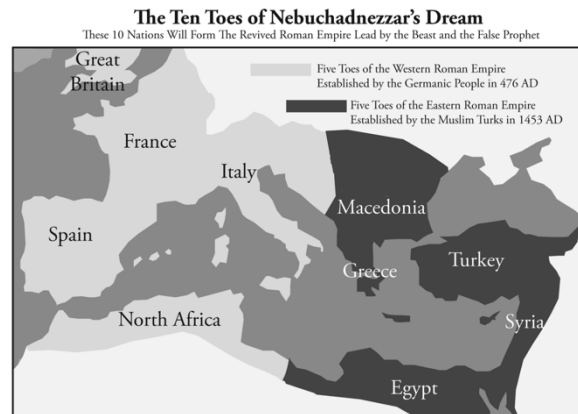 The Ten Toes of Nebuchadnezzar's Dream
These 10 Nations Will Form The Revived Roman Empire Lead by the Beast and the False Prophet
Great
Britain
Five Toes of the Western Roman Empire
Established by the Germanic People in 476 AD
Five Toes of the Eastern Roman Empire
Established by the Muslim Turks in 1453 AD
France
Italy
Macedonia
Spain
Greece
Turkey
North Africa
Syria
Egypt